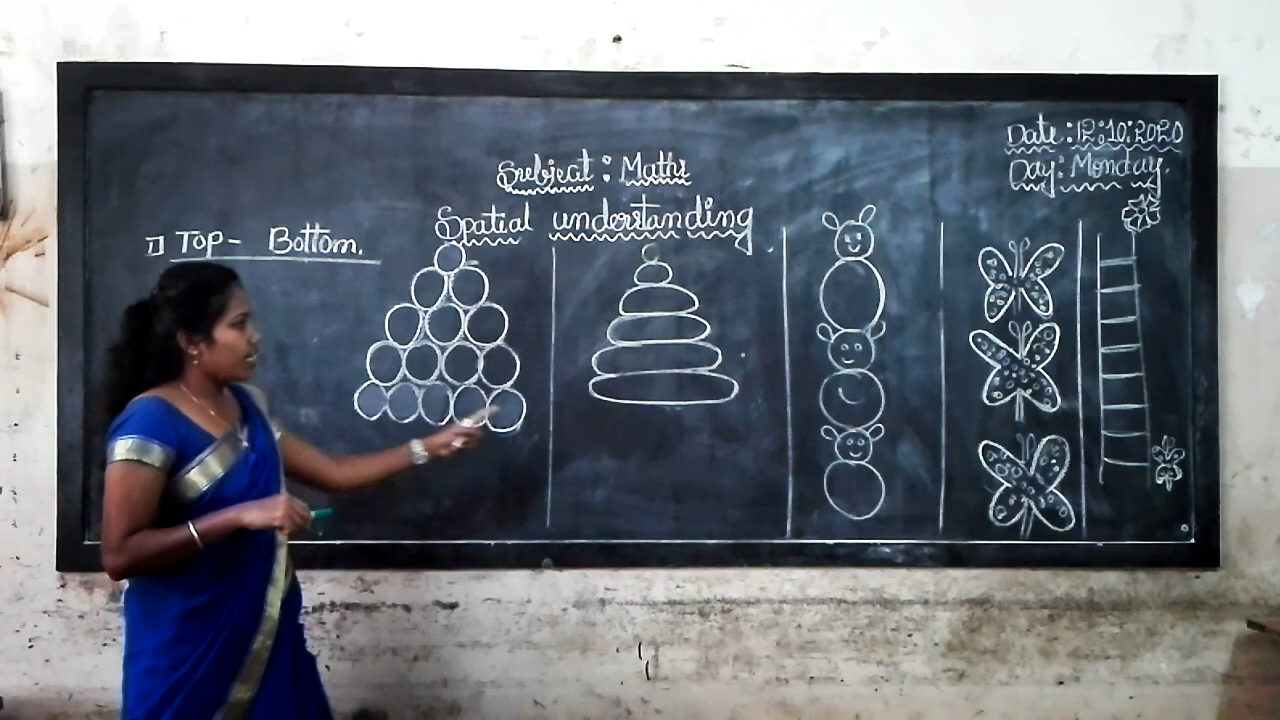 Date : 12:10:2020
Day : Monday.
Subject : Maths
Spatial understanding
I] Top - Bottom.